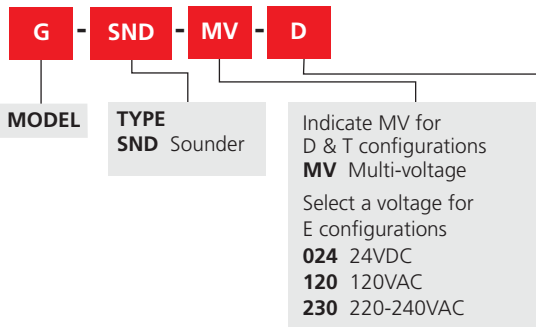 G - SND - MV - D
MODEL
TYPE
SND Sounder
Indicate MV for
D & T configurations
MV Multi-voltage
Select a voltage for
E configurations
024 24VDC
120 120VAC
230 220-240VAC